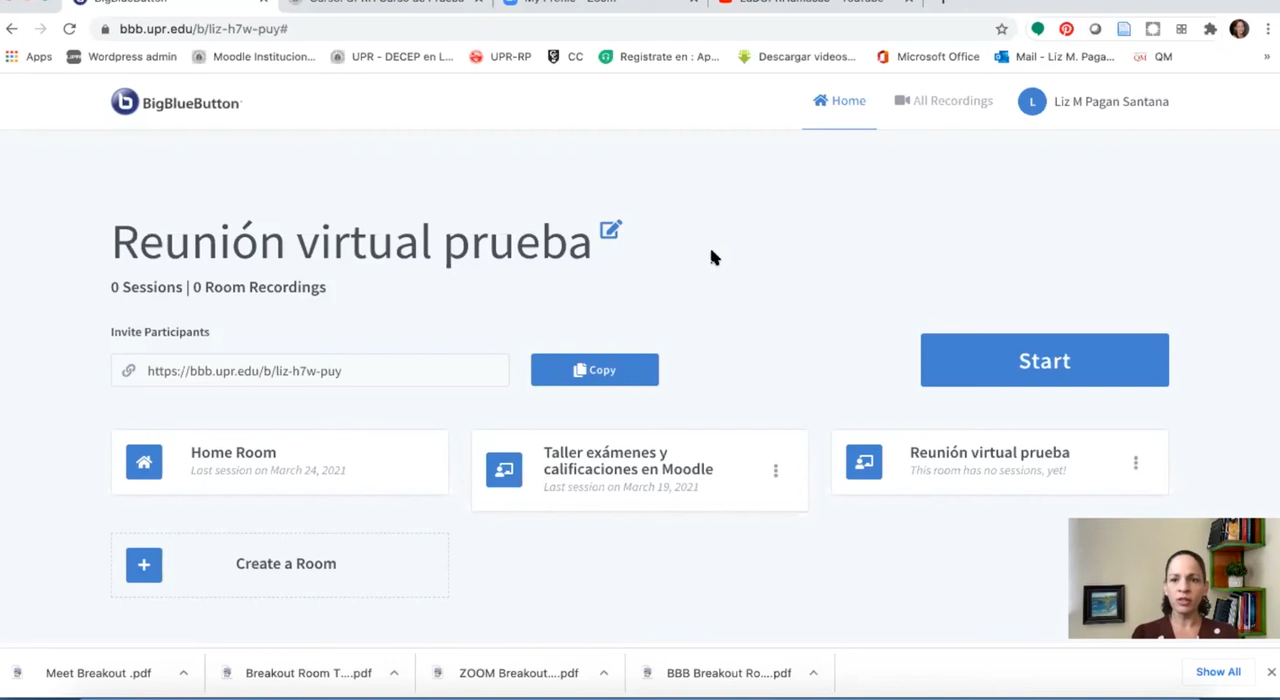 BigBlueButton
My Profile - Zoom
bbb.upr.edu/b/liz-h7w-puy#
Apps
Wordpress admin
Moodle Institucion...
UPR - DECEP en L...
UPR-RP
CC
Registrate en : Ap...
Descargar videos...
Microsoft Office
Mail - Liz M. Paga...
QM
QM
»
b BigBlueButton
Home
All Recordings
L
Liz M Pagan Santana
Reunión virtual prueba
0 Sessions | 0 Room Recordings
Invite Participants
https://bbb.upr.edu/b/liz-h7w-puy
Copy
Start
Home Room
Last session on March 24, 2021
Taller exámenes y
calificaciones en Moodle
Last session on March 19, 2021
Reunión virtual prueba
This room has no sessions, yet!
Create a Room
Meet Breakout .pdf
Breakout Room T....pdf
ZOOM Breakout....pdf
BBB Breakout Ro....pdf
Show All